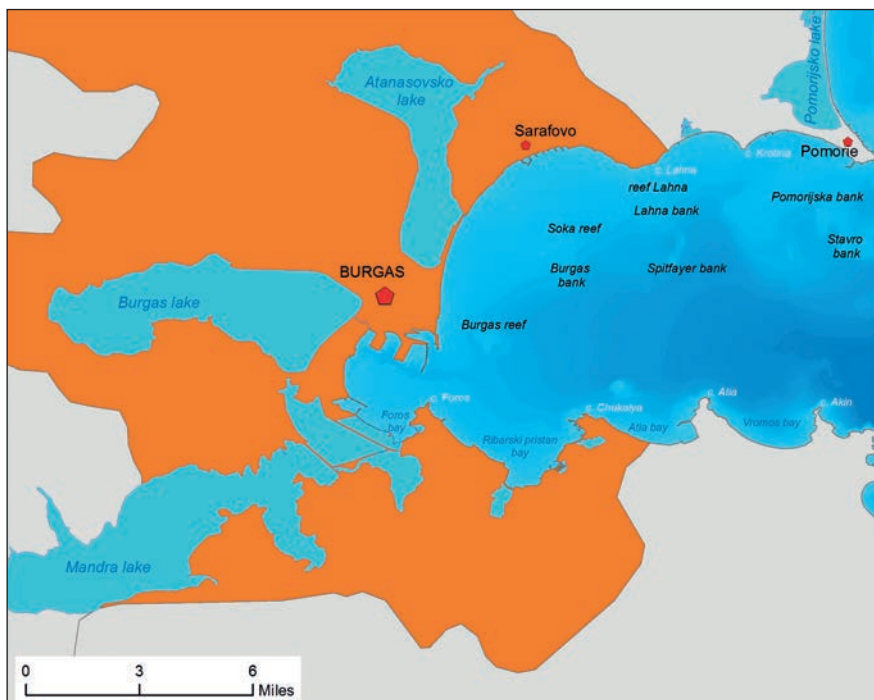 Atanasovsko
lake
Pomorijsko lake
Sarafovo
Pomorie
c. Krotiria
c. Lahna
reef Lahna
Lahna bank
Pomorijska bank
Soka reef
Stavro
bank
Burgas
bank
Spitfayer bank
BURGAS
Burgas lake
Burgas reef
c. Foros
Foros
bay
c. Chukalya
c. Atia
c. Akin
Ribarski pristan
bay
Atia bay
Vromos bay
Mandra lake
0 3 6
Miles